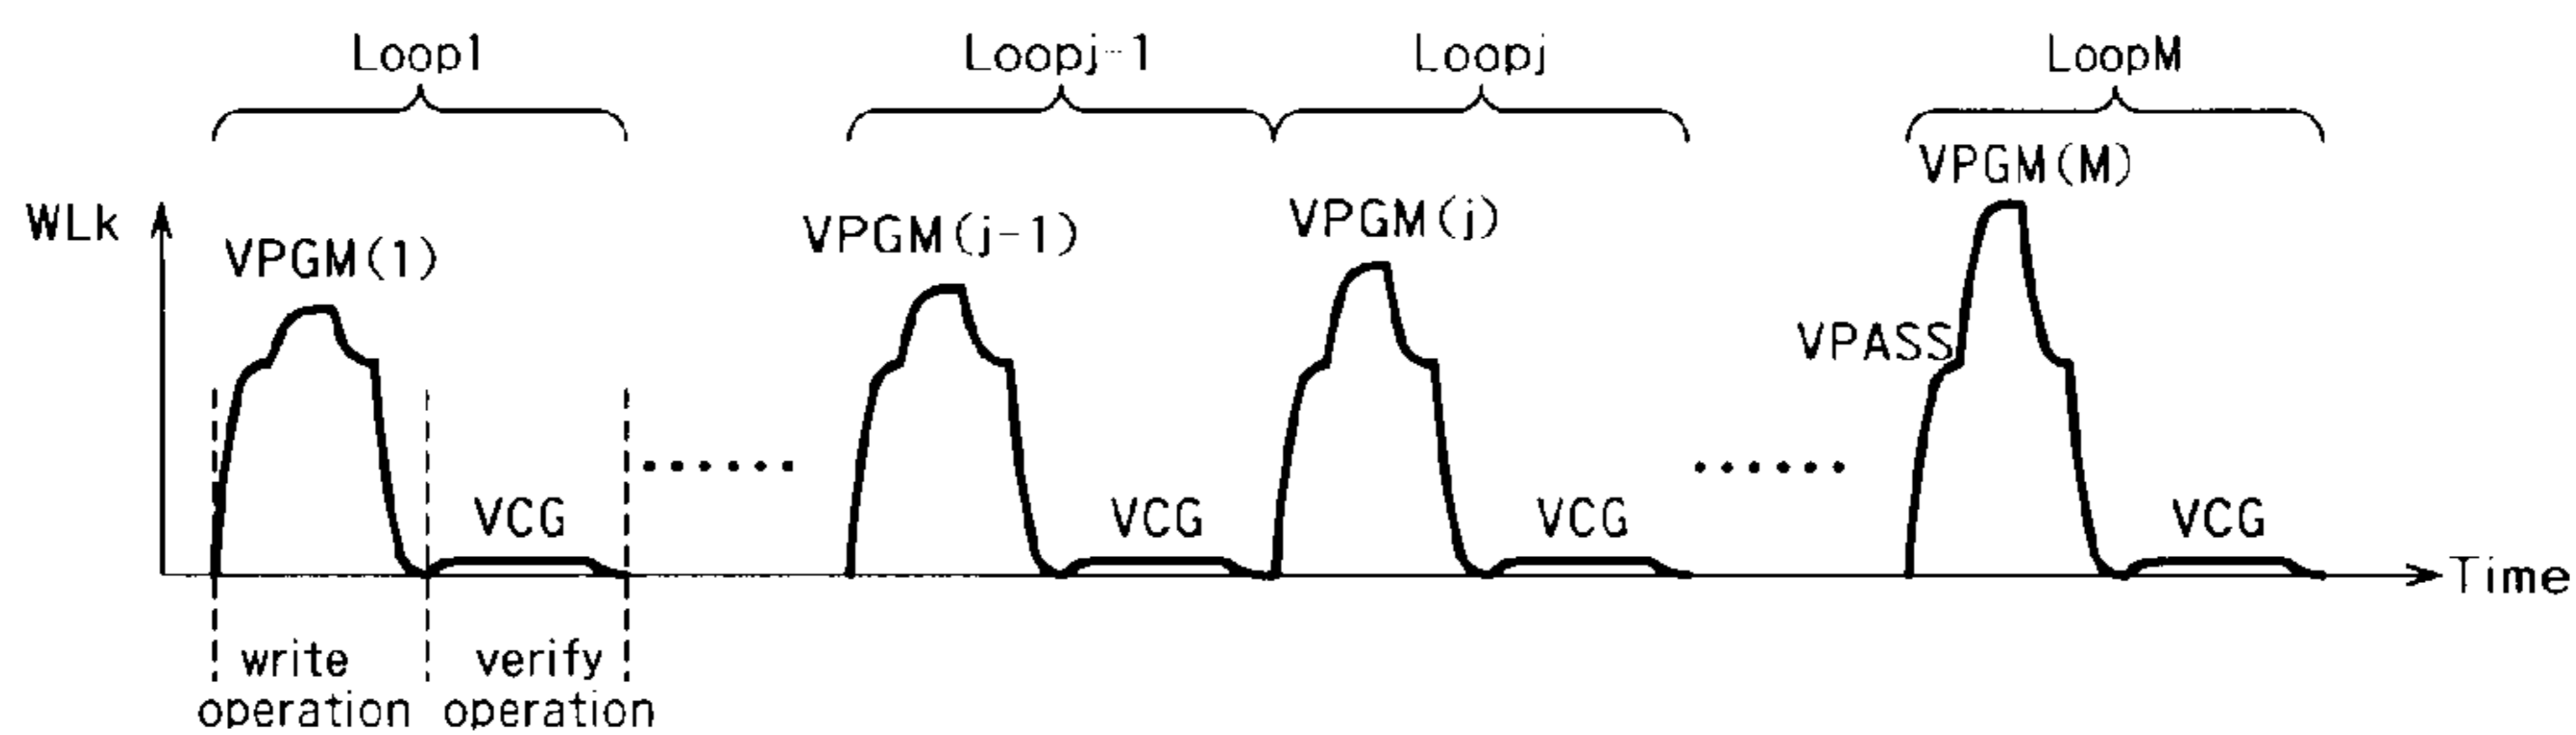 Loop1
Loopj-1
Loopj
LoopM
WLk
VPGM(1)
VPGM(j-1)
VPGM(j)
VPGM(M)
VPASS
VCG
VCG
VCG
VCG
Time
write operation
verify operation